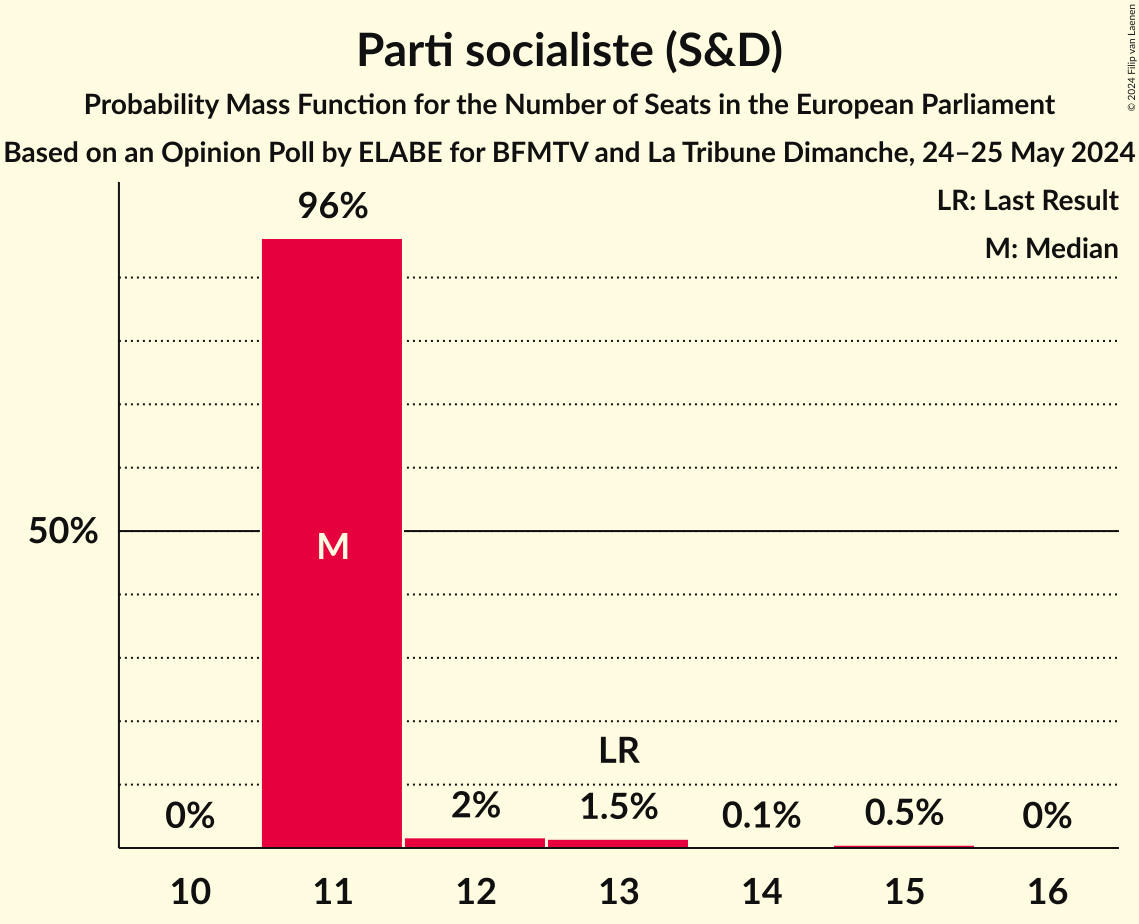 Parti socialiste (S&D)
Probability Mass Function for the Number of Seats in the European Parliament
Based on an Opinion Poll by ELABE for BFMTV and La Tribune Dimanche, 24–25 May 2024
© 2024 Filip van Laenen
LR: Last Result
M: Median
96%
50%
M
LR
0%
2%
1.5%
0.1%
0.5%
0%
10 11 12 13 14 15 16